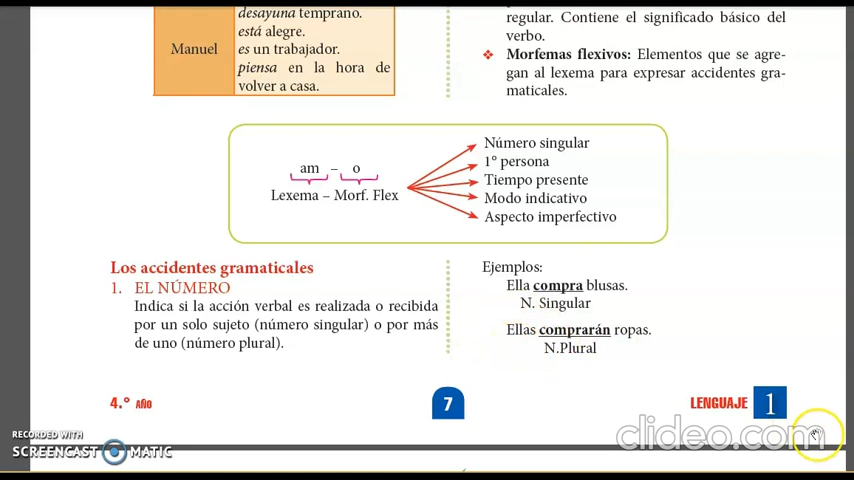 desayuna temprano.
está alegre.
Manuel
es un trabajador.
piensa en la hora de
volver a casa.
regular. Contiene el significado básico del
verbo.
❖ Morfemas flexivos: Elementos que se agre-
gan al lexema para expresar accidentes gra-
maticales.
am – o
Lexema – Morf. Flex
Número singular
1° persona
Tiempo presente
Modo indicativo
Aspecto imperfectivo
Los accidentes gramaticales
1. EL NÚMERO
Indica si la acción verbal es realizada o recibida
por un solo sujeto (número singular) o por más
de uno (número plural).
Ejemplos:
Ella compra blusas.
N. Singular
Ellas comprarán ropas.
N.Plural
4.° AÑO
7
LENGUAJE 1
clideo.com
RECORDED WITH
SCREENCAST MATIC